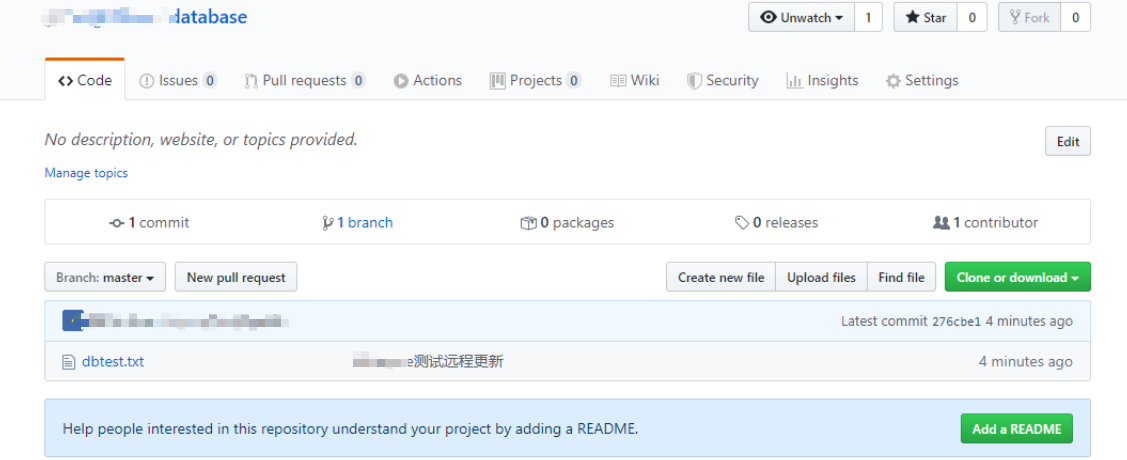 database Unwatch 1 Star 0 Fork 0
Code Issues 0 Pull requests 0 Actions Projects 0 Wiki Security Insights Settings
No description, website, or topics provided. Edit
Manage topics
1 commit 1 branch 0 packages 0 releases 1 contributor
Branch: master New pull request Create new file Upload files Find file Clone or download
Latest commit 276cbe1 4 minutes ago
dbtest.txt 测试远程更新 4 minutes ago
Help people interested in this repository understand your project by adding a README. Add a README